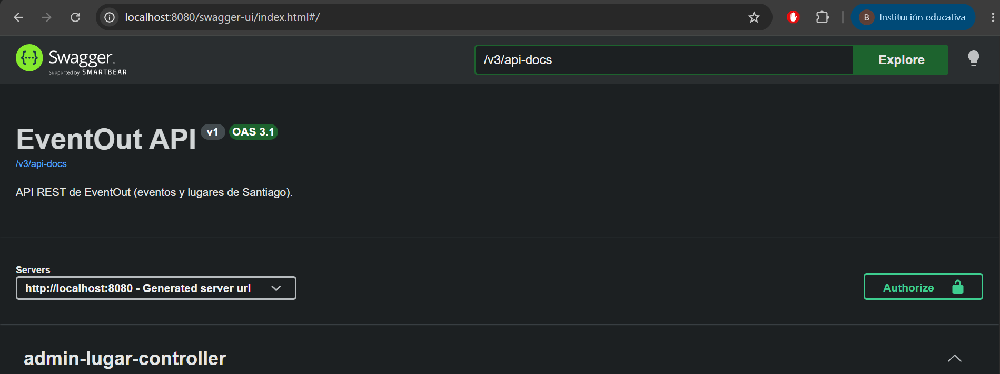 localhost:8080/swagger-ui/index.html#/
B Institución educativa
{···} Swagger™
Supported by SMARTBEAR
/v3/api-docs
Explore
EventOut API v1 OAS 3.1
/v3/api-docs
API REST de EventOut (eventos y lugares de Santiago).
Servers
http://localhost:8080 - Generated server url
Authorize
admin-lugar-controller